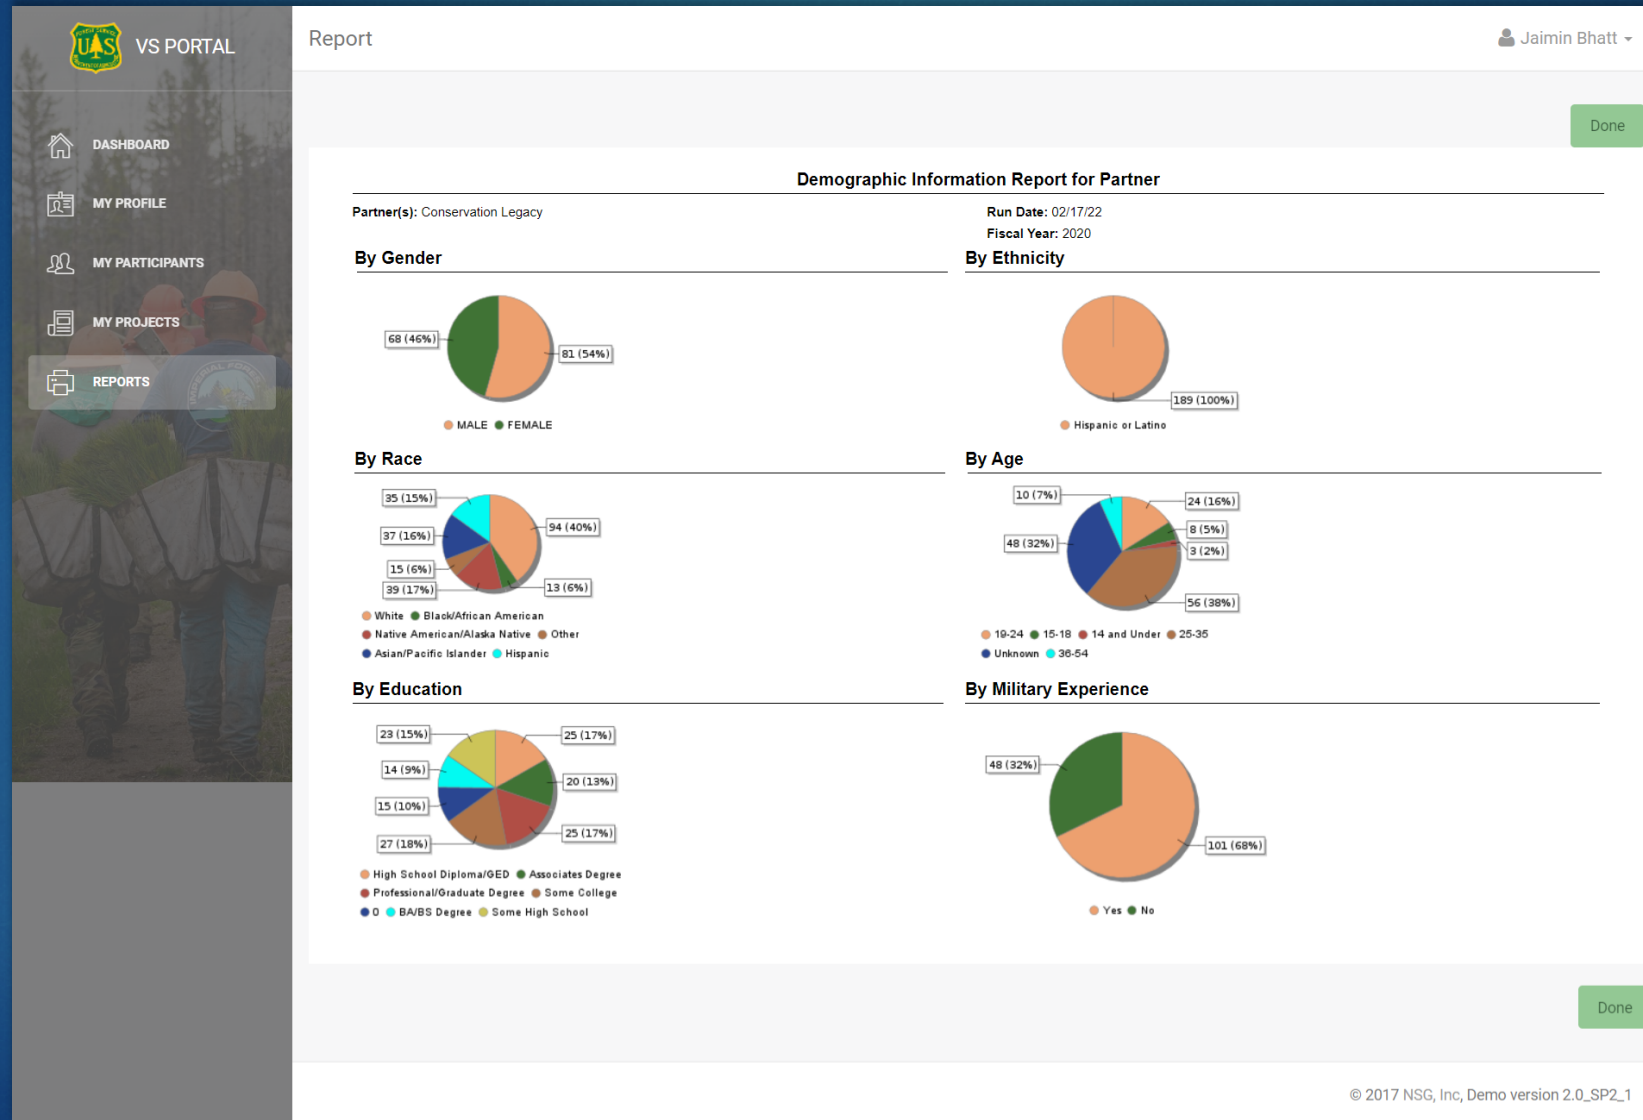 UAS
VS PORTAL
Report
Jaimin Bhatt
DASHBOARD
MY PROFILE
MY PARTICIPANTS
MY PROJECTS
REPORTS
Done
Demographic Information Report for Partner
Partner(s): Conservation Legacy
Run Date: 02/17/22
Fiscal Year: 2020
By Gender
68 (46%)
81 (54%)
MALE FEMALE
By Ethnicity
189 (100%)
Hispanic or Latino
By Race
35 (15%)
94 (40%)
37 (16%)
15 (6%)
39 (17%)
13 (6%)
White Black/African American
Native American/Alaska Native Other
Asian/Pacific Islander Hispanic
By Age
10 (7%)
24 (16%)
8 (5%)
48 (32%)
3 (2%)
56 (38%)
19-24 15-18 14 and Under 25-35
Unknown 36-54
By Education
23 (15%)
25 (17%)
14 (9%)
20 (13%)
15 (10%)
25 (17%)
27 (18%)
High School Diploma/GED Associates Degree
Professional/Graduate Degree Some College
0 BA/BS Degree Some High School
By Military Experience
48 (32%)
101 (68%)
Yes No
Done
© 2017 NSG, Inc, Demo version 2.0_SP2_1